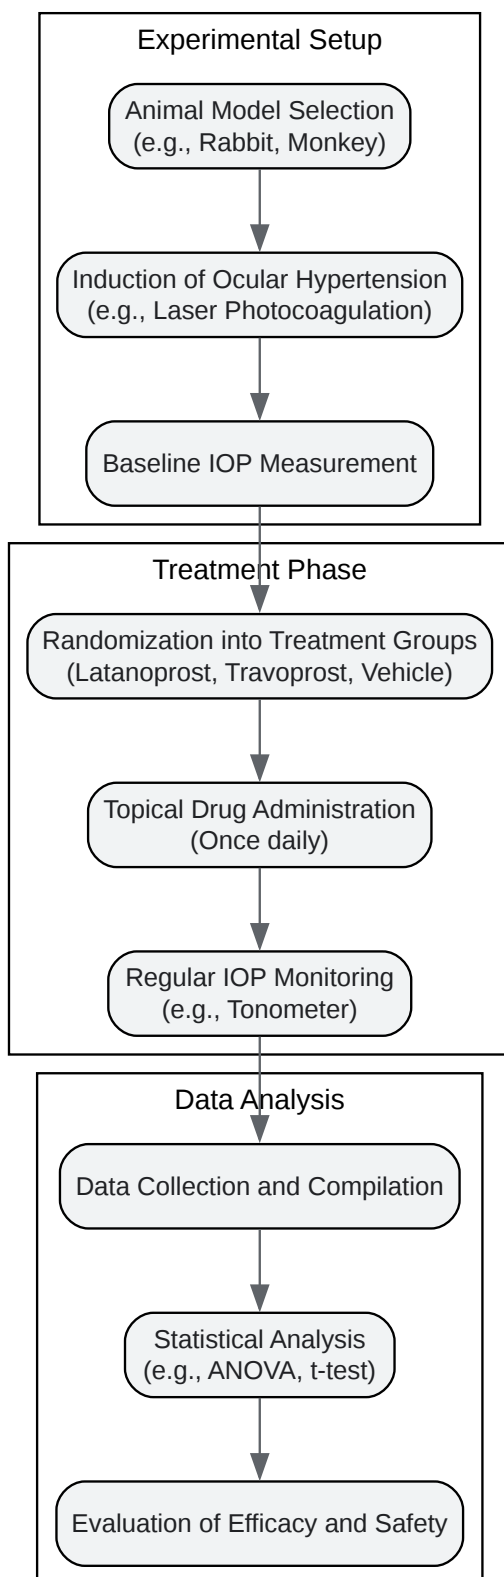 Experimental Setup
Animal Model Selection
(e.g., Rabbit, Monkey)
Induction of Ocular Hypertension
(e.g., Laser Photocoagulation)
Baseline IOP Measurement
Treatment Phase
Randomization into Treatment Groups
(Latanoprost, Travoprost, Vehicle)
Topical Drug Administration
(Once daily)
Regular IOP Monitoring
(e.g., Tonometer)
Data Analysis
Data Collection and Compilation
Statistical Analysis
(e.g., ANOVA, t-test)
Evaluation of Efficacy and Safety